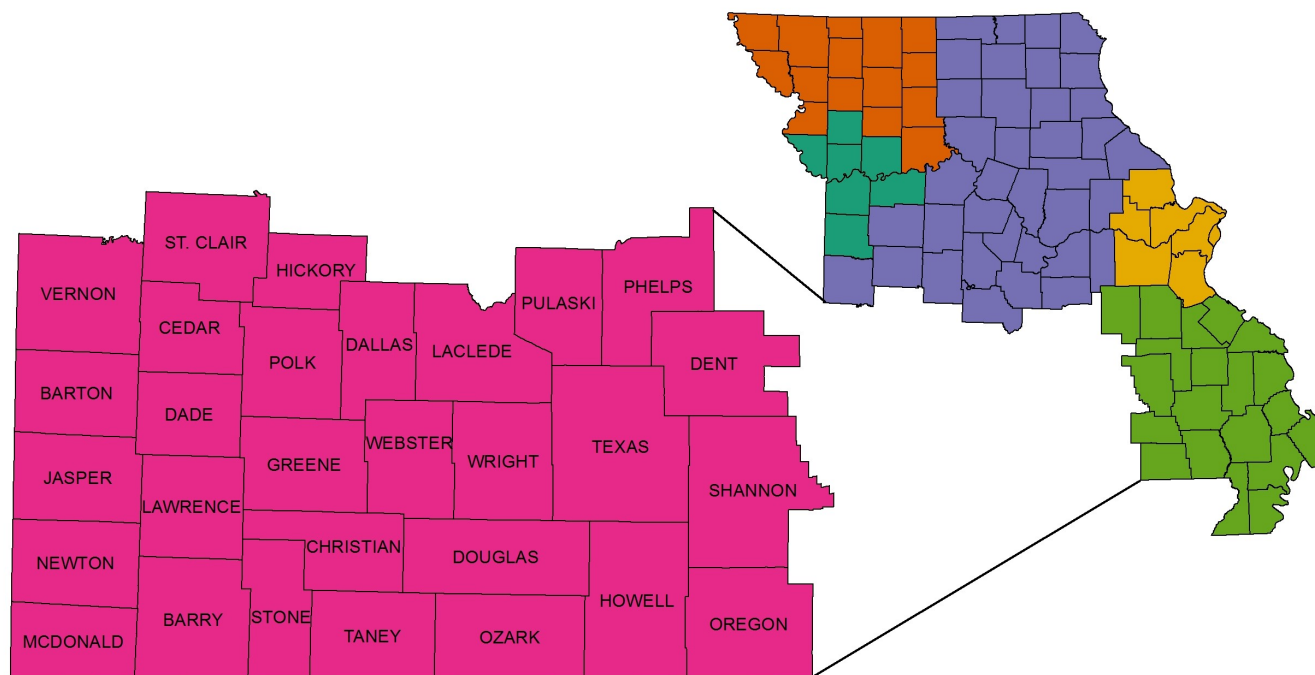 ST. CLAIR
HICKORY
VERNON
PULASKI
PHELPS
CEDAR
POLK
DALLAS
LACLEDE
DENT
BARTON
DADE
WEBSTER
TEXAS
GREENE
WRIGHT
JASPER
LAWRENCE
SHANNON
CHRISTIAN
DOUGLAS
NEWTON
HOWELL
BARRY
STONE
OREGON
MCDONALD
TANEY
OZARK